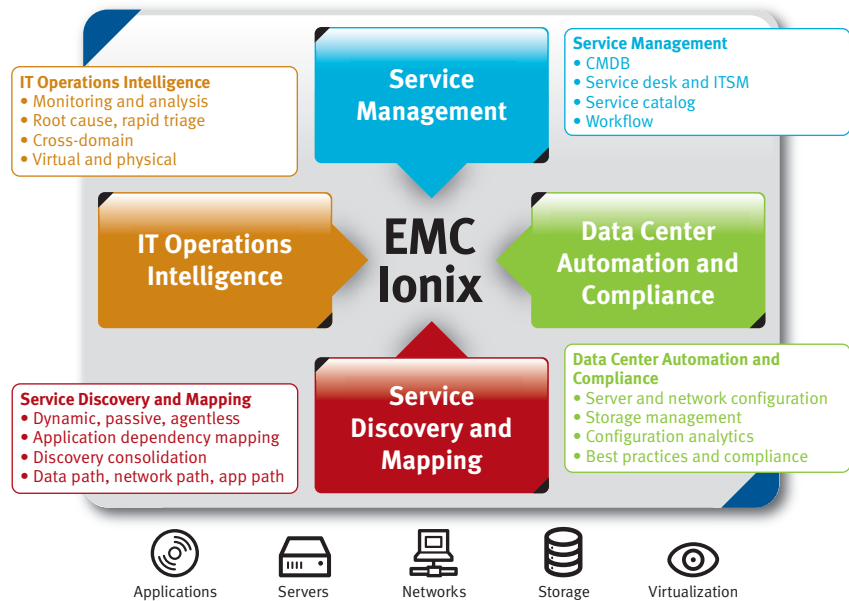 IT Operations Intelligence
• Monitoring and analysis
• Root cause, rapid triage
• Cross-domain
• Virtual and physical
Service
Management
Service Management
• CMDB
• Service desk and ITSM
• Service catalog
• Workflow
IT Operations
Intelligence
EMC
Ionix
Data Center
Automation and
Compliance
Service Discovery and Mapping
• Dynamic, passive, agentless
• Application dependency mapping
• Discovery consolidation
• Data path, network path, app path
Service
Discovery and
Mapping
Data Center Automation and
Compliance
• Server and network configuration
• Storage management
• Configuration analytics
• Best practices and compliance
Applications
Servers
Networks
Storage
Virtualization